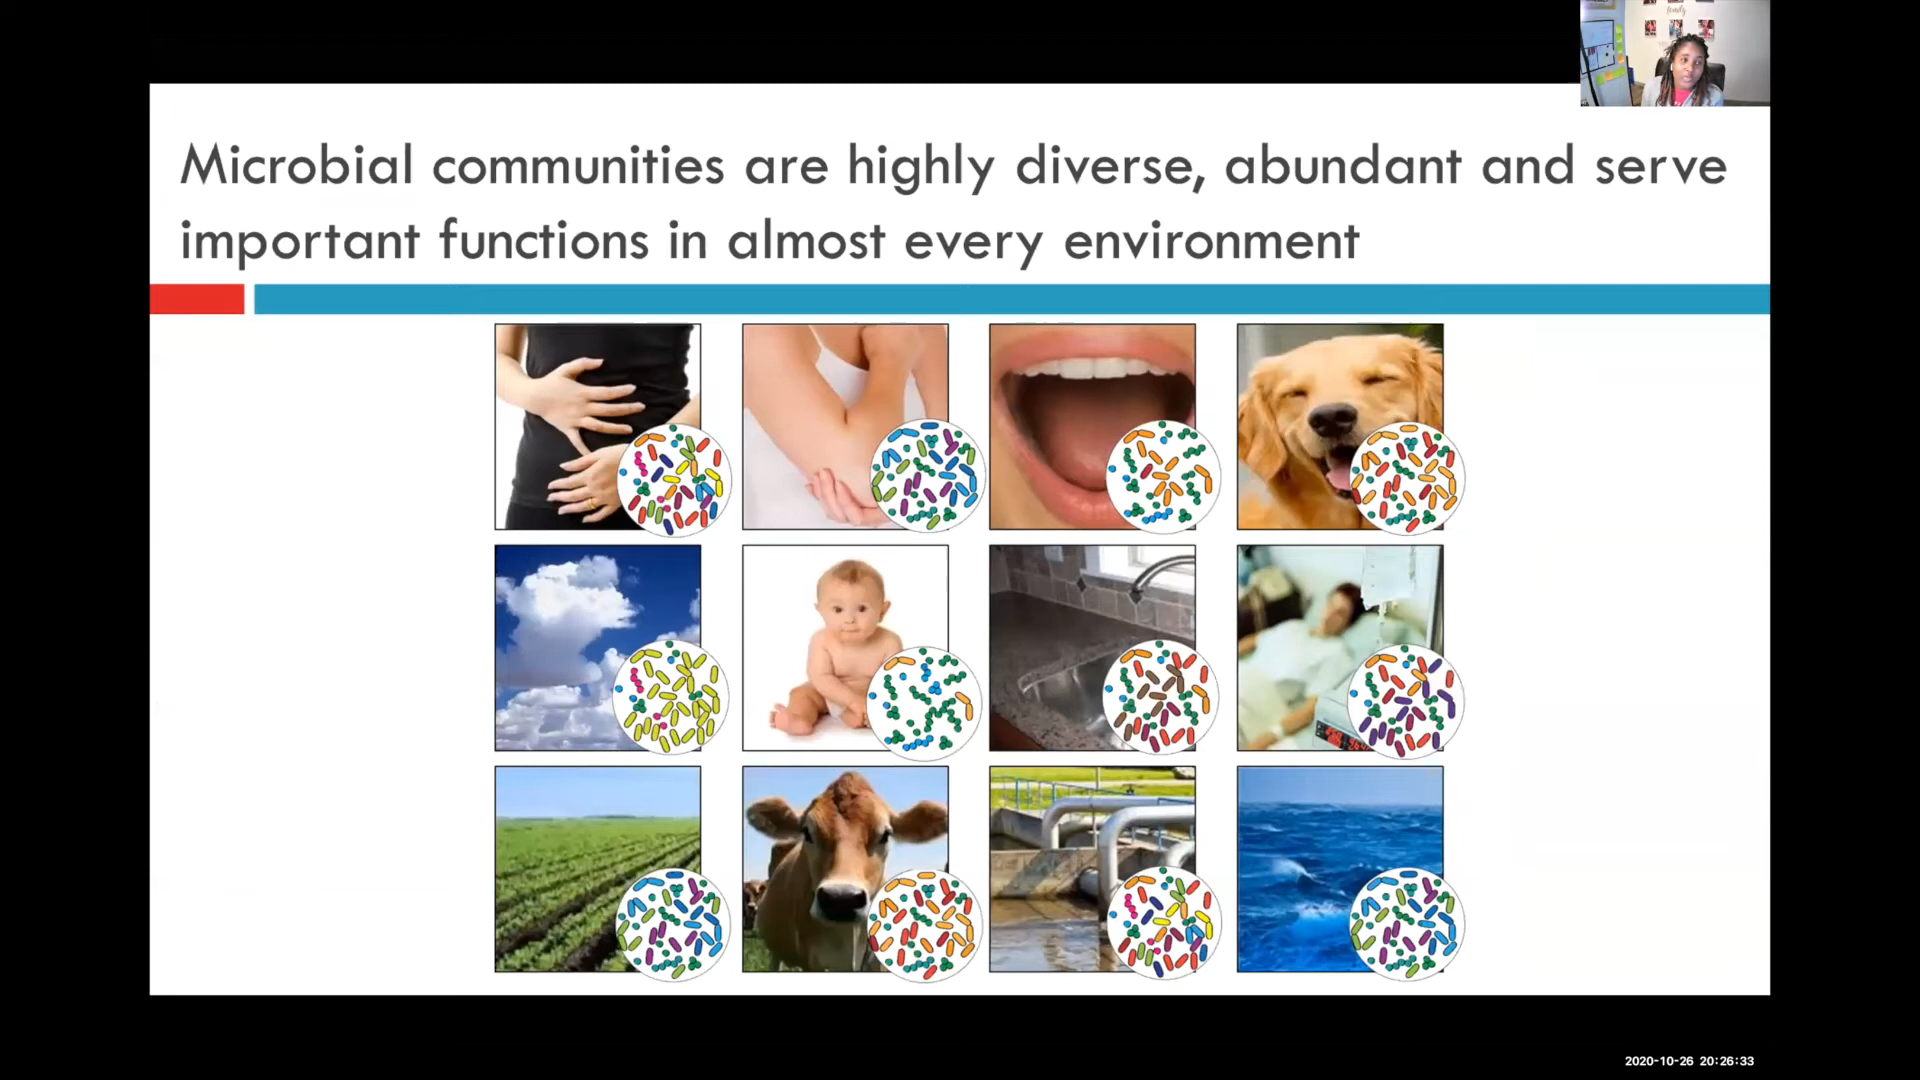 family
Microbial communities are highly diverse, abundant and serve
important functions in almost every environment
2020-10-26 20:26:33